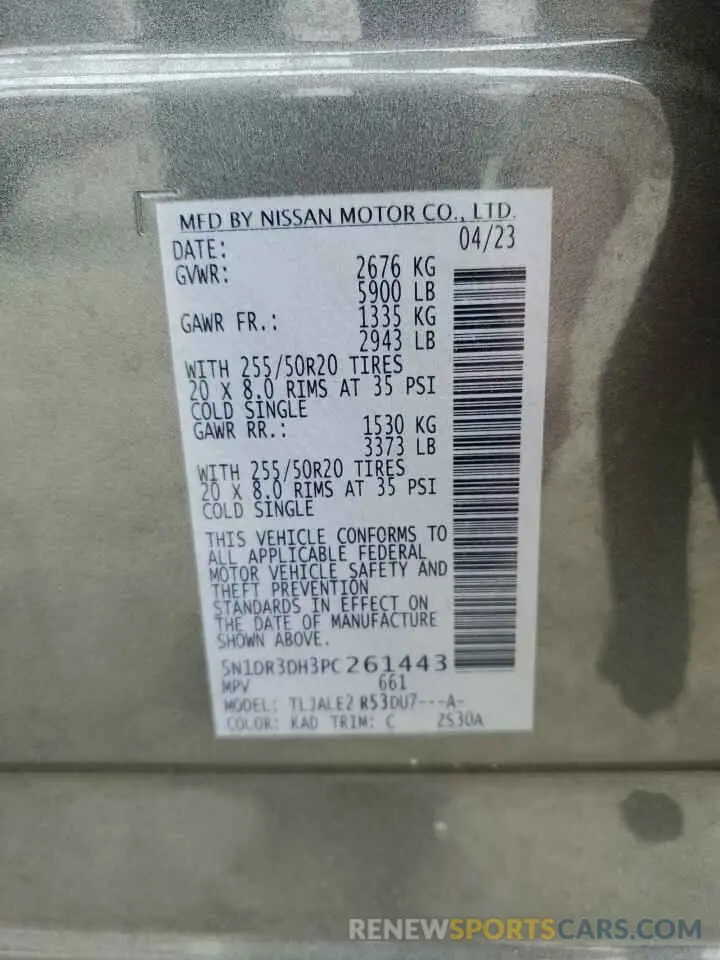 MFD BY NISSAN MOTOR CO., LTD.
DATE: 04/23
GVWR: 2676 KG
5900 LB
GAWR FR.: 1335 KG
2943 LB
WITH 255/50R20 TIRES
20 X 8.0 RIMS AT 35 PSI
COLD SINGLE
GAWR RR.: 1530 KG
3373 LB
WITH 255/50R20 TIRES
20 X 8.0 RIMS AT 35 PSI
COLD SINGLE
THIS VEHICLE CONFORMS TO
ALL APPLICABLE FEDERAL
MOTOR VEHICLE SAFETY AND
THEFT PREVENTION
STANDARDS IN EFFECT ON
THE DATE OF MANUFACTURE
SHOWN ABOVE.
5N1DR3DH3PC261443
MPV 661
MODEL: TLJALE2 R53DU7---A-
COLOR: KAD TRIM: C 2S30A
RENEWSPORTSCARS.COM